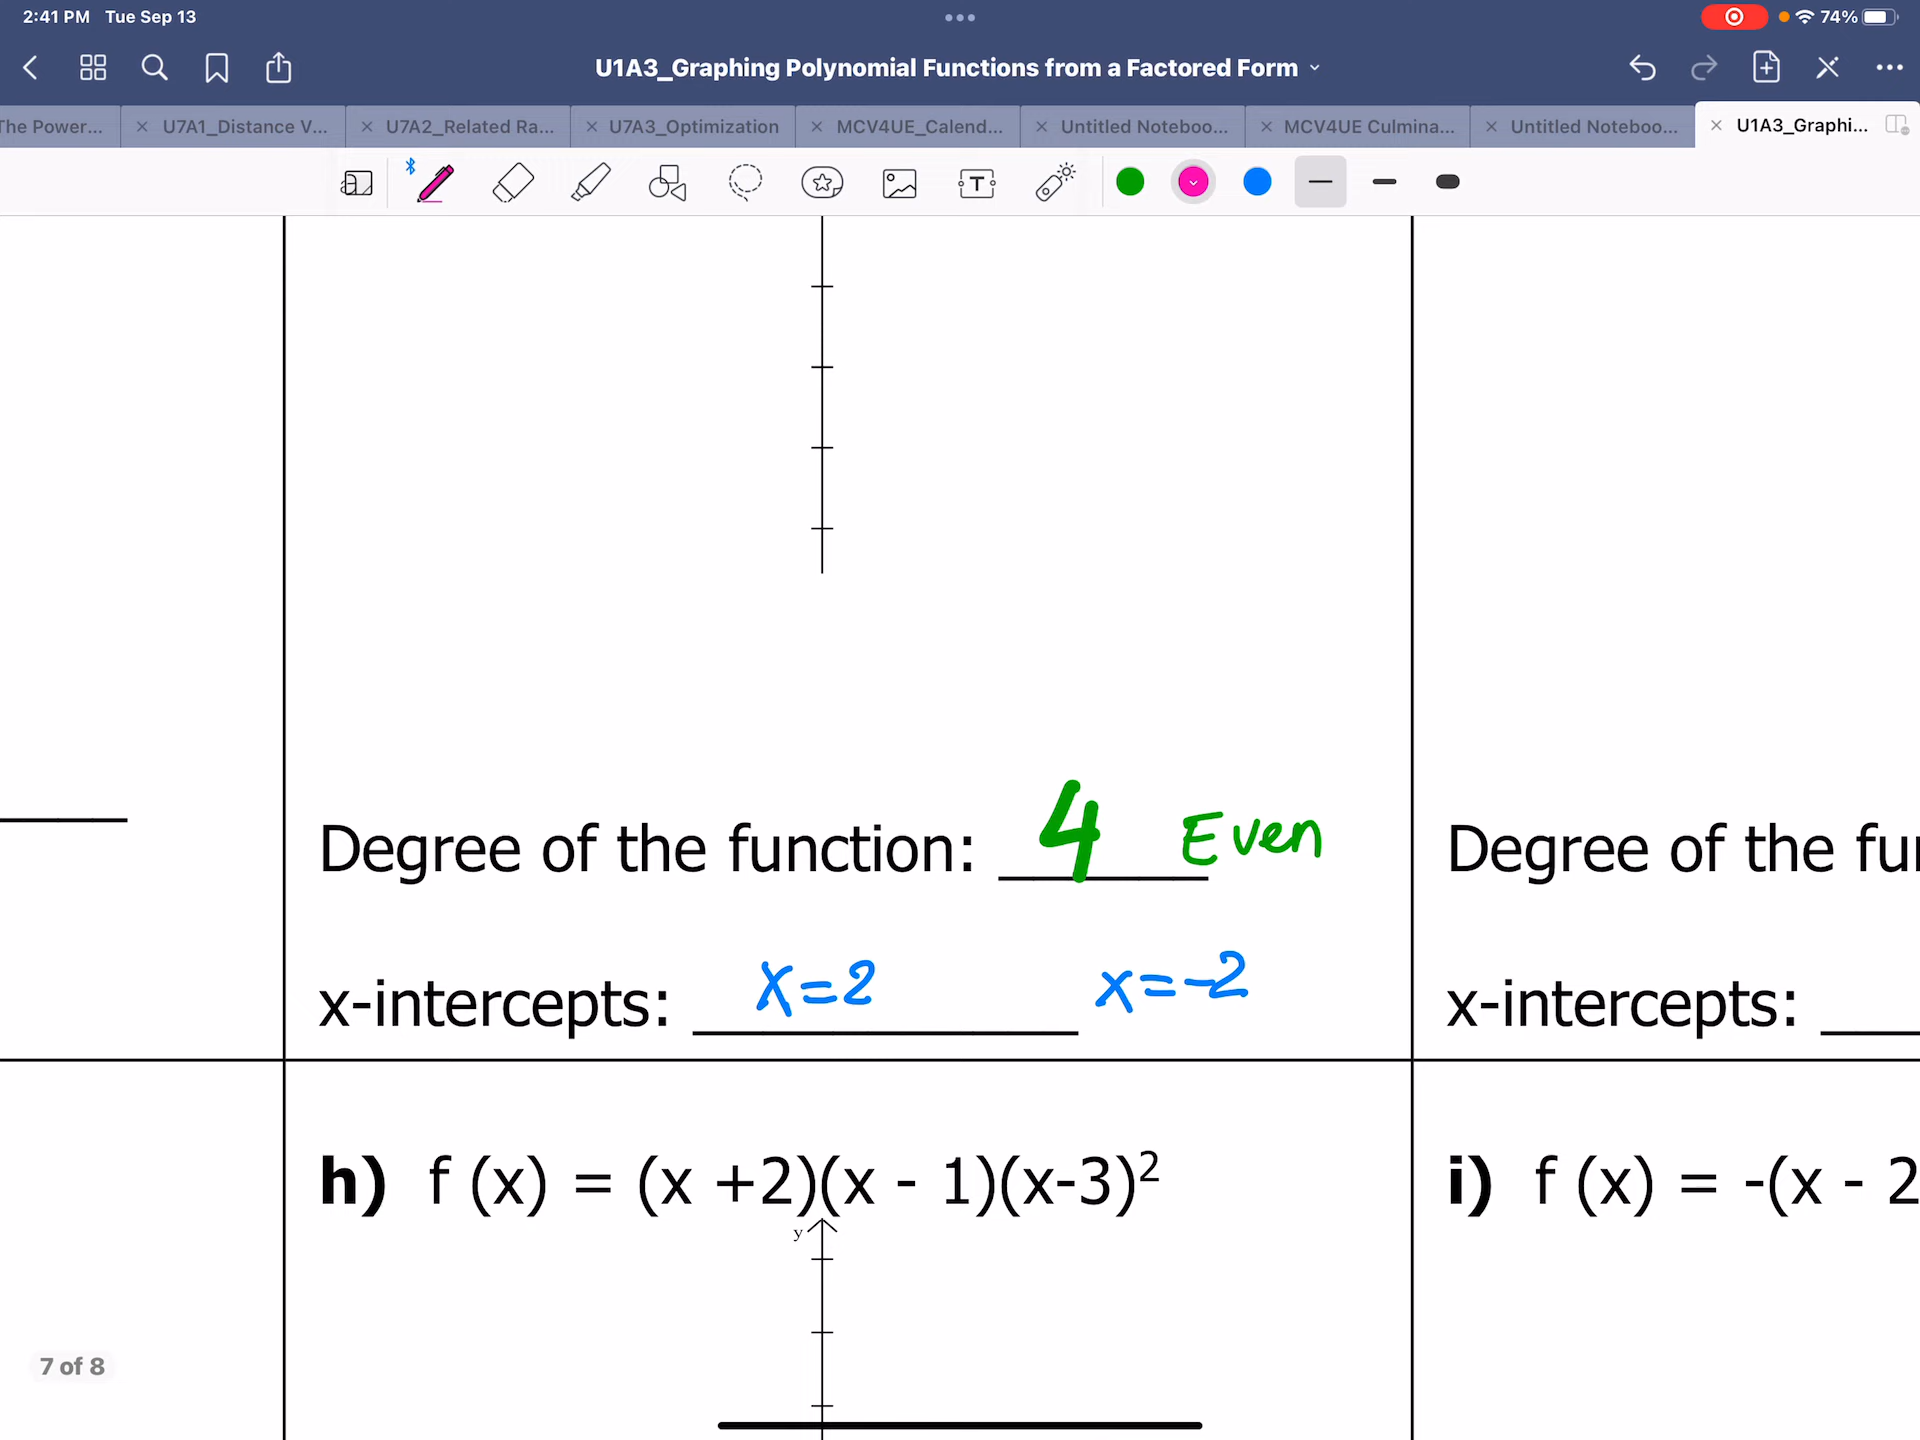 2:41 PM Tue Sep 13
74%
U1A3_Graphing Polynomial Functions from a Factored Form
The Power...
U7A1_Distance V...
U7A2_Related Ra...
U7A3_Optimization
MCV4UE_Calend...
Untitled Noteboo...
MCV4UE Culmina...
Untitled Noteboo...
U1A3_Graphi...
Degree of the function: 4 Even
x-intercepts: x=2 x=-2
Degree of the fu
x-intercepts:
h) f (x) = (x +2)(x - 1)(x-3)²
i) f (x) = -(x - 2
y
7 of 8